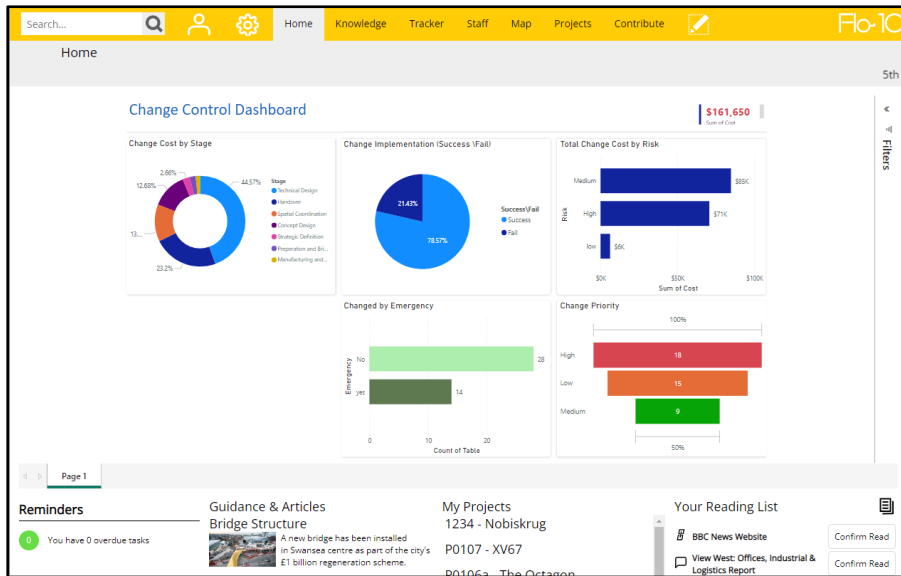 Search...
Home
Knowledge
Tracker
Staff
Map
Projects
Contribute
Flo-10
Home
5th
Change Control Dashboard
$161,650
Sum of Cost
Filters
Change Cost by Stage
2.66%
12.68%
13...
23.2%
44.57%
Stage
Technical Design
Handover
Spatial Coordination
Concept Design
Strategic Definition
Preperation and Bri...
Manufacturing and...
Change Implementation (Success \Fail)
21.43%
78.57%
Success\Fail
Success
Fail
Total Change Cost by Risk
Risk
Medium
$85K
High
$71K
low
$6K
$0K
$50K
$100K
Sum of Cost
Changed by Emergency
Emergency
No
28
yes
14
0
10
20
Count of Table
Change Priority
100%
High
18
Low
15
Medium
9
50%
Page 1
Reminders
0
You have 0 overdue tasks
Guidance & Articles
Bridge Structure
A new bridge has been installed
in Swansea centre as part of the city's
£1 billion regeneration scheme.
My Projects
1234 - Nobiskrug
P0107 - XV67
P0106a - The Octagon
Your Reading List
BBC News Website
Confirm Read
View West: Offices, Industrial &
Logistics Report
Confirm Read